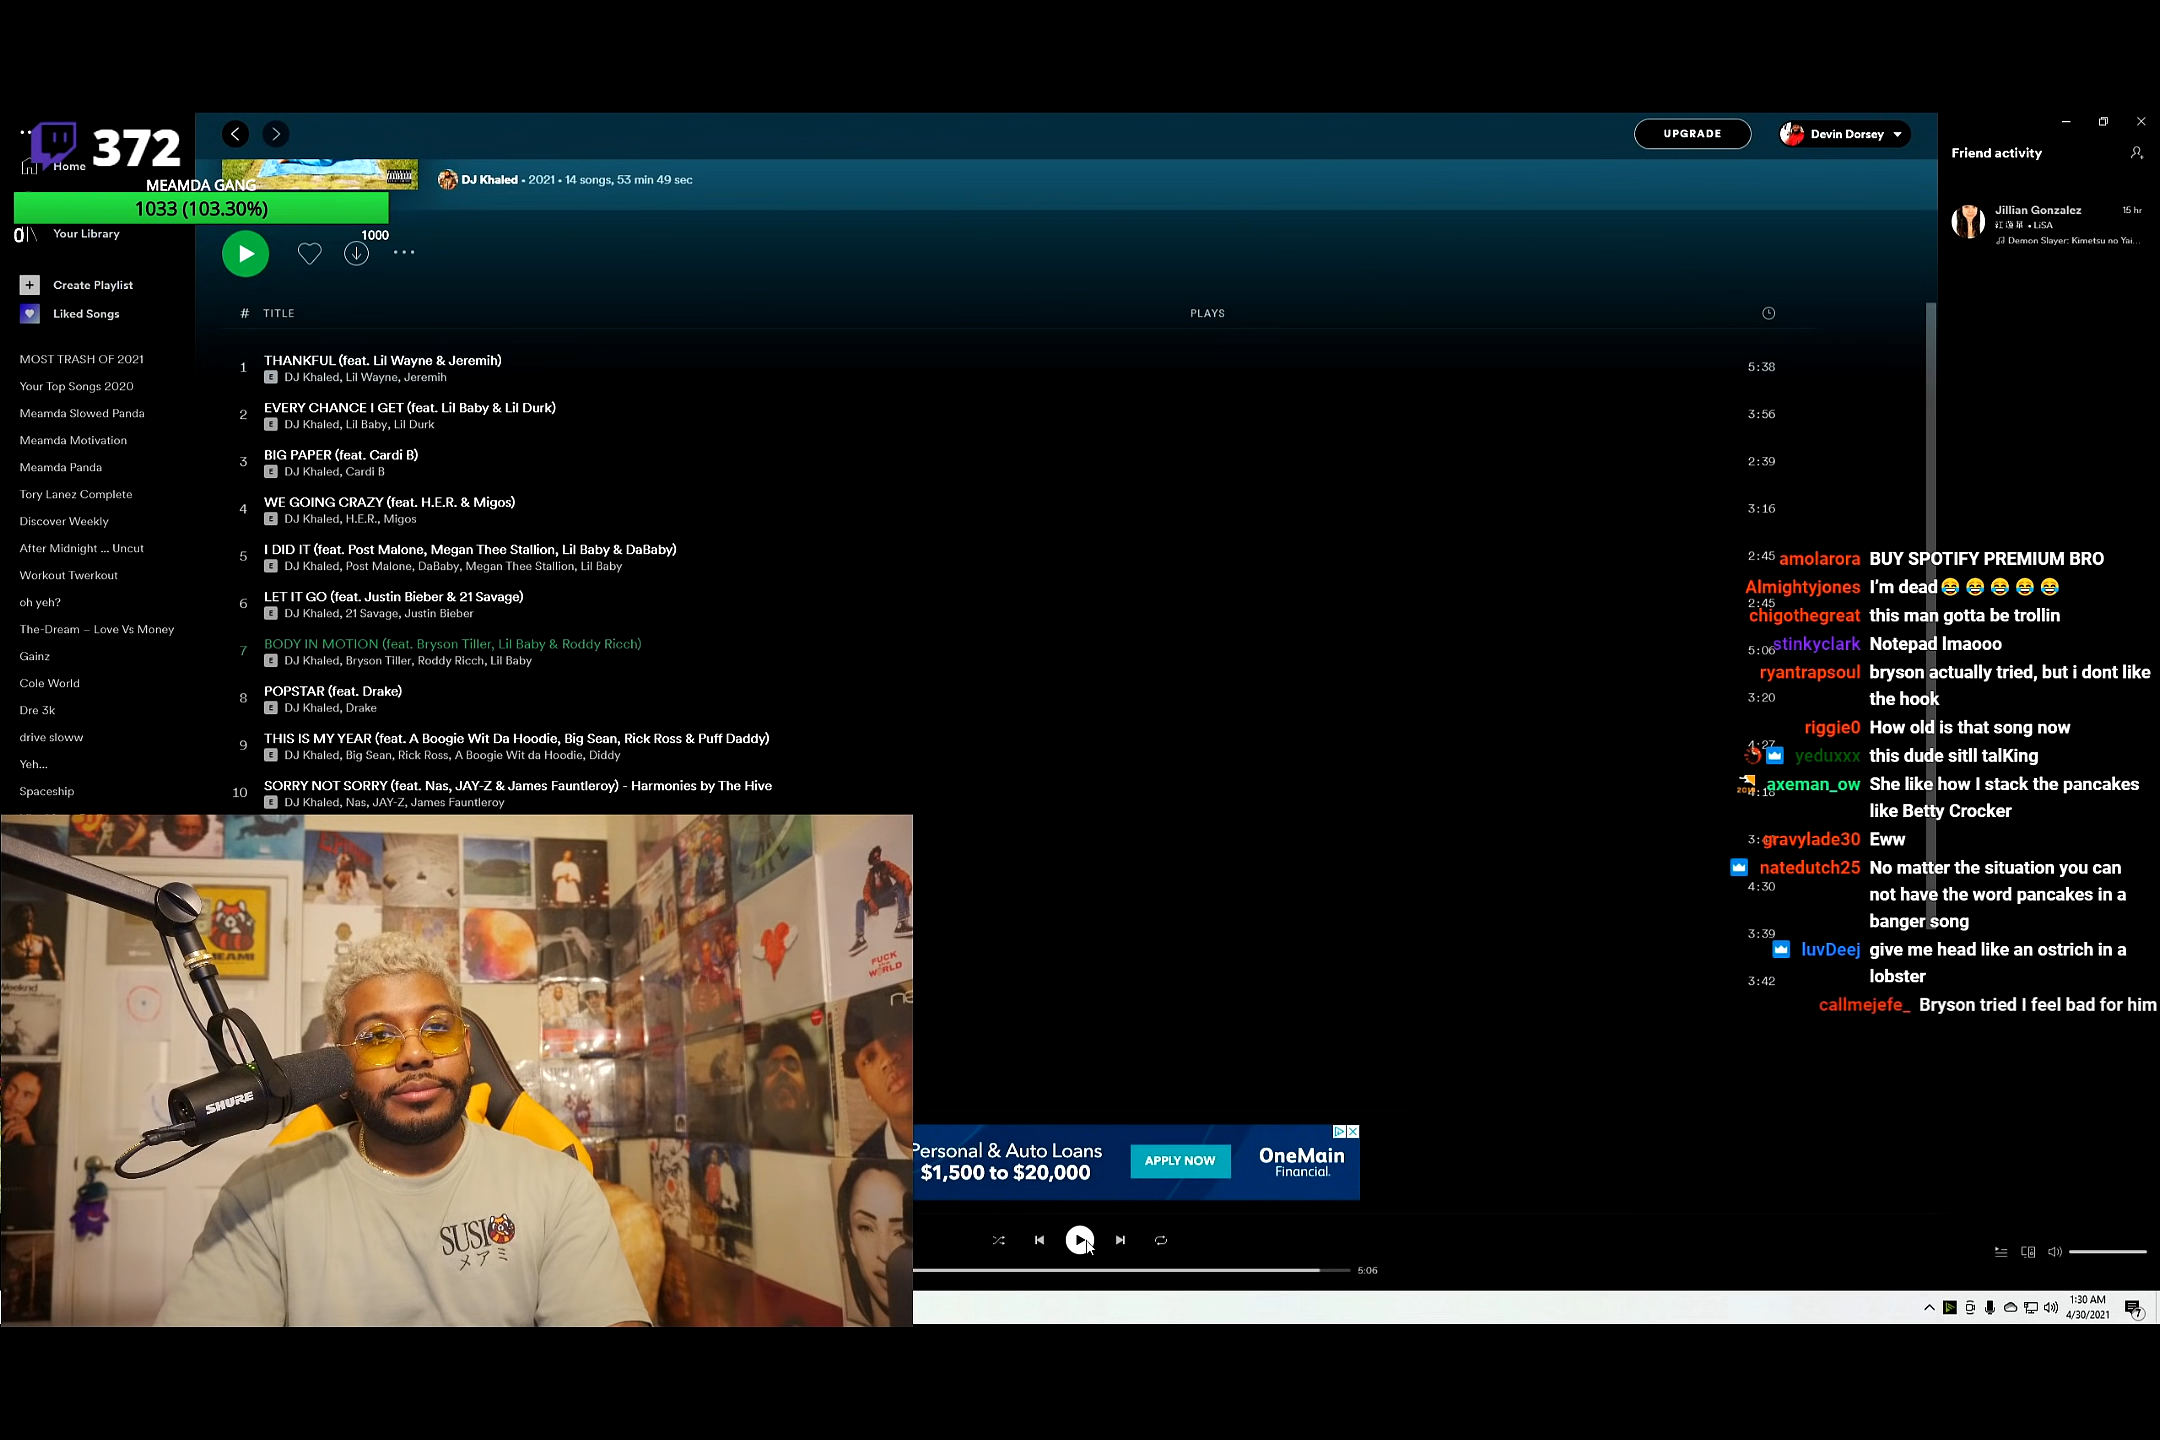 372
Home
MEAMDA GANG
1033 (103.30%)
0
1000
Your Library
Create Playlist
Liked Songs
MOST TRASH OF 2021
Your Top Songs 2020
Meamda Slowed Panda
Meamda Motivation
Meamda Panda
Tory Lanez Complete
Discover Weekly
After Midnight ... Uncut
Workout Twerkout
oh yeh?
The-Dream – Love Vs Money
Gainz
Cole World
Dre 3k
drive sloww
Yeh...
Spaceship
UPGRADE
Devin Dorsey
DJ Khaled • 2021 • 14 songs, 53 min 49 sec
# TITLE PLAYS
1 THANKFUL (feat. Lil Wayne & Jeremih) 5:38
E DJ Khaled, Lil Wayne, Jeremih
2 EVERY CHANCE I GET (feat. Lil Baby & Lil Durk) 3:56
E DJ Khaled, Lil Baby, Lil Durk
3 BIG PAPER (feat. Cardi B) 2:39
E DJ Khaled, Cardi B
4 WE GOING CRAZY (feat. H.E.R. & Migos) 3:16
E DJ Khaled, H.E.R., Migos
5 I DID IT (feat. Post Malone, Megan Thee Stallion, Lil Baby & DaBaby) 2:45
E DJ Khaled, Post Malone, DaBaby, Megan Thee Stallion, Lil Baby
6 LET IT GO (feat. Justin Bieber & 21 Savage) 2:45
E DJ Khaled, 21 Savage, Justin Bieber
7 BODY IN MOTION (feat. Bryson Tiller, Lil Baby & Roddy Ricch) 5:06
E DJ Khaled, Bryson Tiller, Roddy Ricch, Lil Baby
8 POPSTAR (feat. Drake) 3:20
E DJ Khaled, Drake
9 THIS IS MY YEAR (feat. A Boogie Wit Da Hoodie, Big Sean, Rick Ross & Puff Daddy) 4:27
E DJ Khaled, Big Sean, Rick Ross, A Boogie Wit da Hoodie, Diddy
10 SORRY NOT SORRY (feat. Nas, JAY-Z & James Fauntleroy) - Harmonies by The Hive 4:18
E DJ Khaled, Nas, JAY-Z, James Fauntleroy
4:30
3:39
3:42
Friend activity
Jillian Gonzalez 15 hr
紅蓮華 • LiSA
Demon Slayer: Kimetsu no Yai...
amolarora BUY SPOTIFY PREMIUM BRO
Almightyjones I'm dead😂 😂 😂 😂 😂
chigothegreat this man gotta be trollin
stinkyclark Notepad lmaooo
ryantrapsoul bryson actually tried, but i dont like
the hook
riggie0 How old is that song now
yeduxxx this dude sitll talKing
axeman_ow She like how I stack the pancakes
like Betty Crocker
gravylade30 Eww
natedutch25 No matter the situation you can
not have the word pancakes in a
banger song
luvDeej give me head like an ostrich in a
lobster
callmejefe_ Bryson tried I feel bad for him
MEAMI
FUCK
THE
WORLD
SHURE
SUSI
メアミ
Personal & Auto Loans
$1,500 to $20,000
APPLY NOW
OneMain
Financial.
5:06
1:30 AM
4/30/2021
7